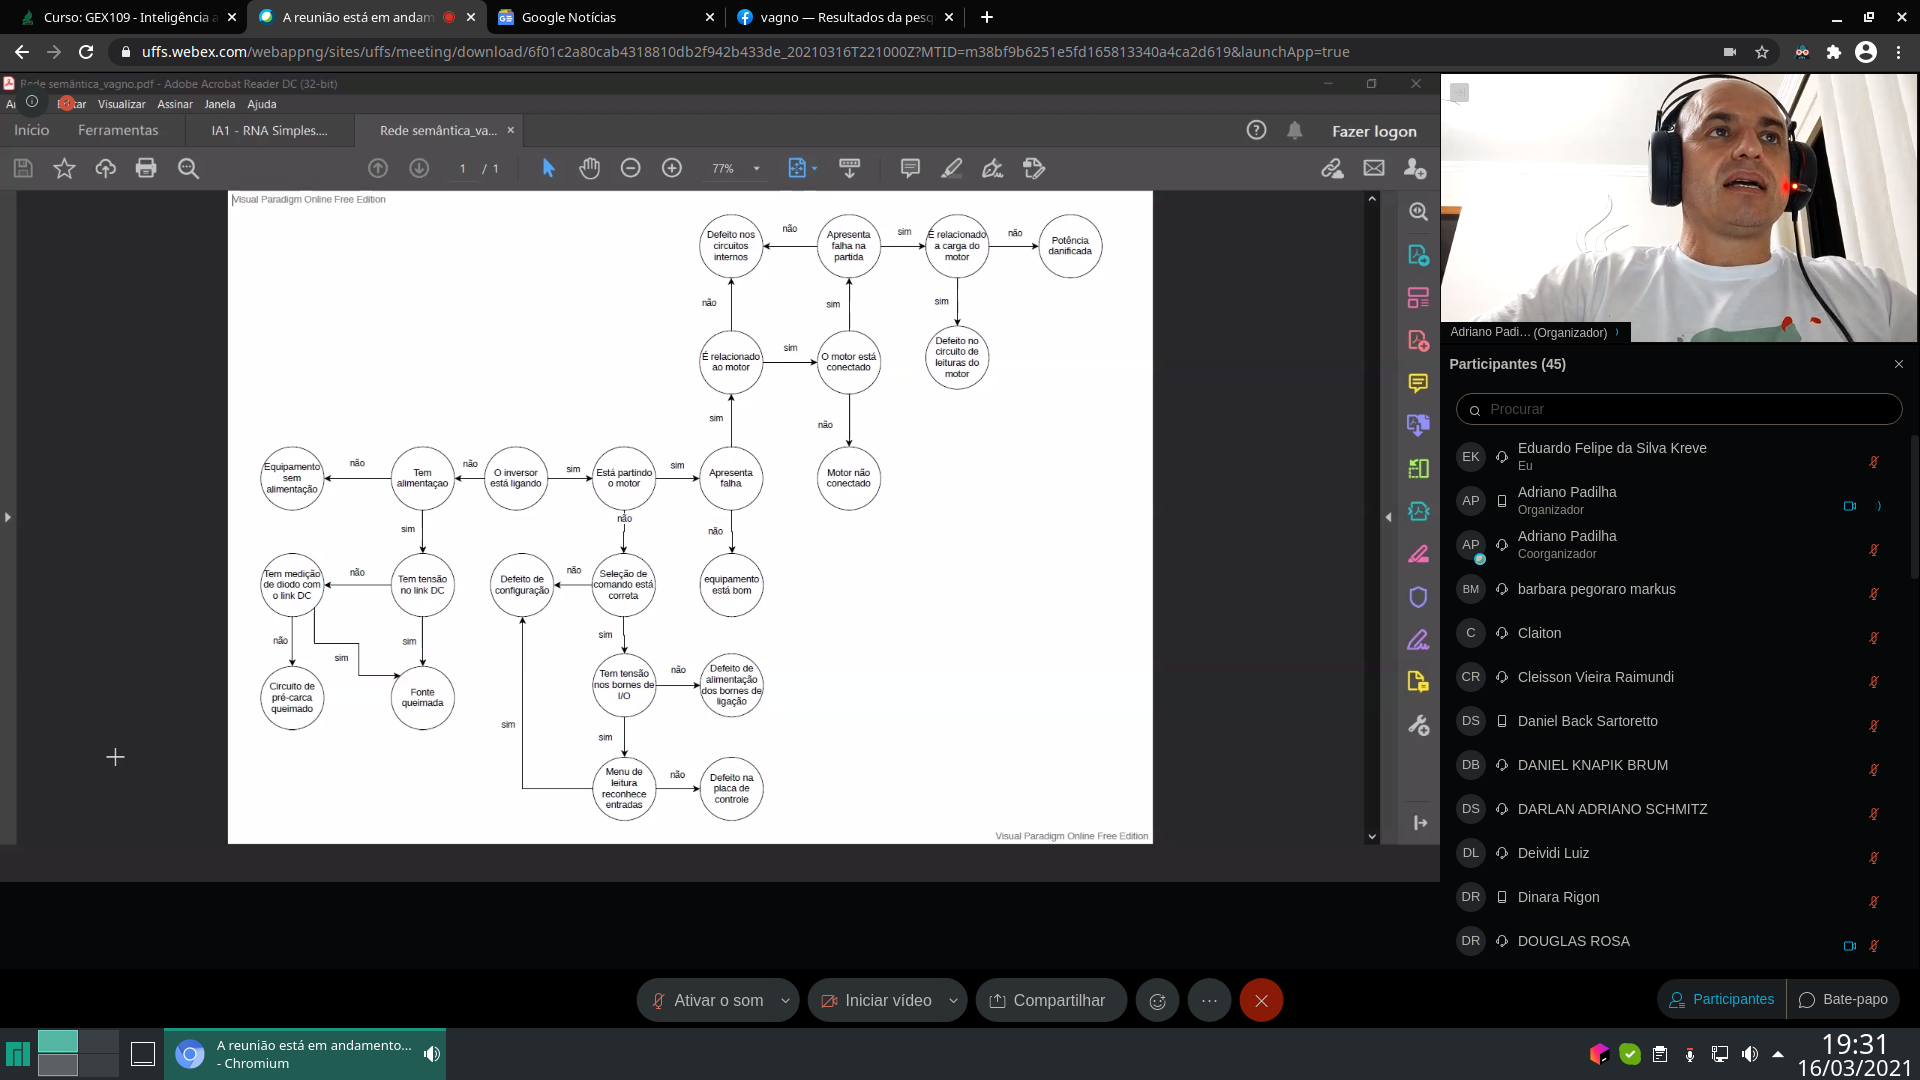 Curso: GEX109 - Inteligência a
A reunião está em andam
Google Notícias
vagno — Resultados da pesq
uffs.webex.com/webappng/sites/uffs/meeting/download/6f01c2a80cab4318810db2f942b433de_20210316T221000Z?MTID=m38bf9b6251e5fd165813340a4ca2d619&launchApp=true
Rede semântica_vagno.pdf - Adobe Acrobat Reader DC (32-bit)
Visualizar Assinar Janela Ajuda
Início Ferramentas IA1 - RNA Simples.... Rede semântica_va... Fazer logon
1 / 1 77%
Visual Paradigm Online Free Edition
Defeito nos
circuitos
internos
não
Apresenta
falha na
partida
sim
É relacionado
a carga do
motor
não
Potência
danificada
não
sim
sim
É relacionado
ao motor
sim
O motor está
conectado
Defeito no
circuito de
leituras do
motor
sim
não
Equipamento
sem
alimentação
não
Tem
alimentaçao
não
O inversor
está ligando
sim
Está partindo
o motor
sim
Apresenta
falha
Motor não
conectado
sim
não
não
Tem medição
de diodo com
o link DC
não
Tem tensão
no link DC
Defeito de
configuração
não
Seleção de
comando está
correta
equipamento
está bom
não
sim
sim
sim
Circuito de
pré-carca
queimado
Fonte
queimada
Tem tensão
nos bornes de
I/O
não
Defeito de
alimentação
dos bornes de
ligação
sim
sim
Menu de
leitura
reconhece
entradas
não
Defeito na
placa de
controle
Visual Paradigm Online Free Edition
Adriano Padi... (Organizador)
Participantes (45)
Procurar
EK Eduardo Felipe da Silva Kreve
Eu
AP Adriano Padilha
Organizador
AP Adriano Padilha
Coorganizador
BM barbara pegoraro markus
C Claiton
CR Cleisson Vieira Raimundi
DS Daniel Back Sartoretto
DB DANIEL KNAPIK BRUM
DS DARLAN ADRIANO SCHMITZ
DL Deividi Luiz
DR Dinara Rigon
DR DOUGLAS ROSA
Ativar o som Iniciar vídeo Compartilhar
Participantes Bate-papo
A reunião está em andamento...
- Chromium
19:31
16/03/2021